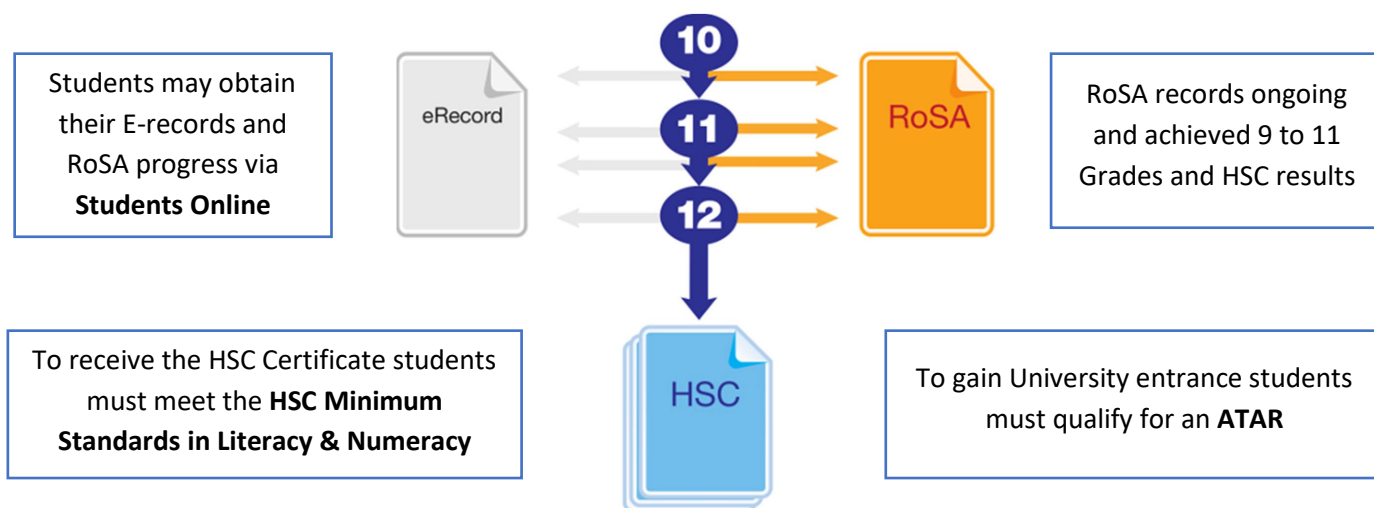 Students may obtain
their E-records and
RoSA progress via
Students Online
eRecord
10
11
12
RoSA
RoSA records ongoing
and achieved 9 to 11
Grades and HSC results
To receive the HSC Certificate students
must meet the HSC Minimum
Standards in Literacy & Numeracy
HSC
To gain University entrance students
must qualify for an ATAR